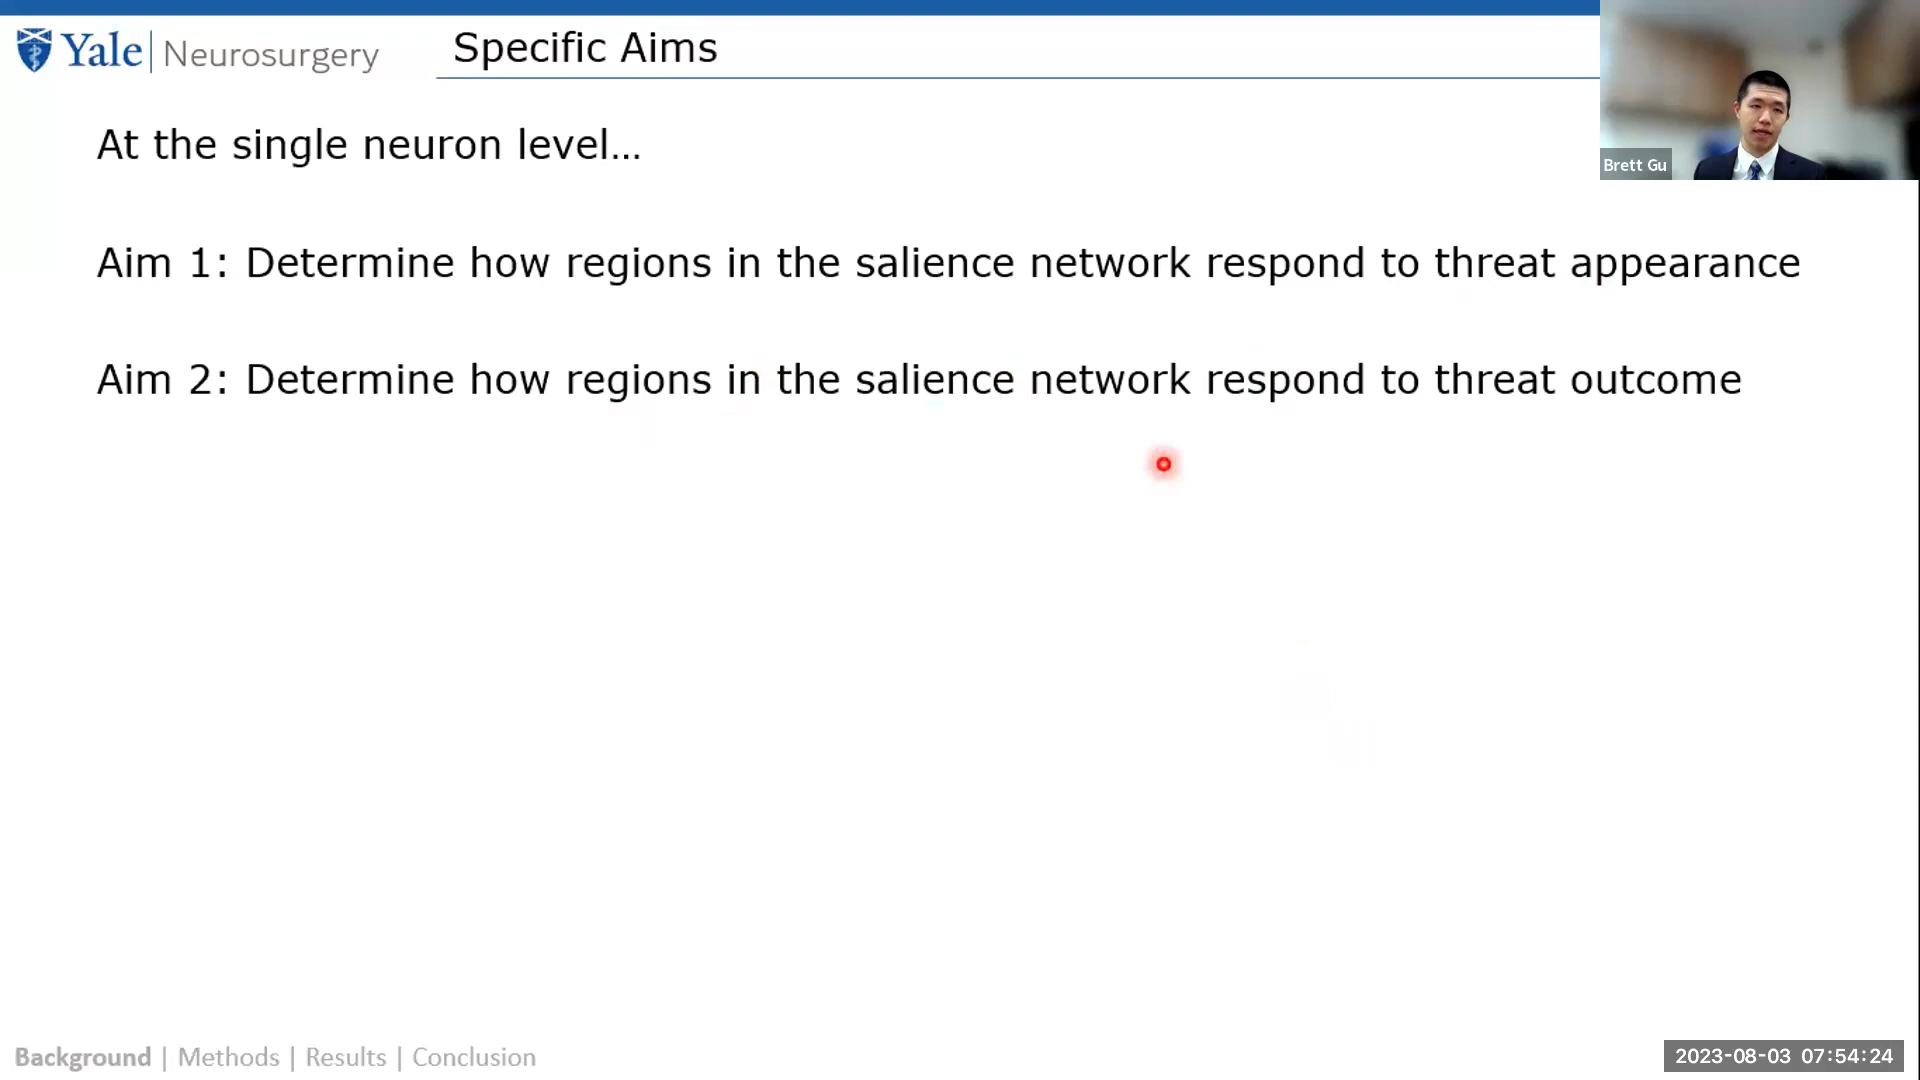 Yale | Neurosurgery
Specific Aims
Brett Gu
At the single neuron level…
Aim 1: Determine how regions in the salience network respond to threat appearance
Aim 2: Determine how regions in the salience network respond to threat outcome
Background | Methods | Results | Conclusion
2023-08-03 07:54:24